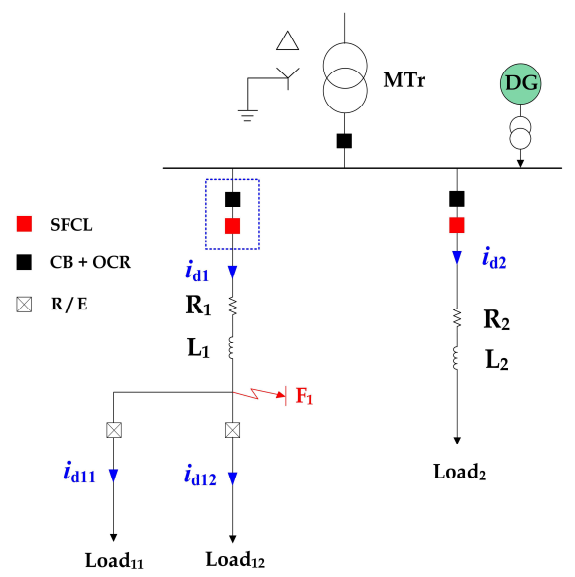 MTr
DG
SFCL
CB + OCR
R / E
id1
id2
R1
L1
R2
L2
F1
id11
id12
Load2
Load11
Load12